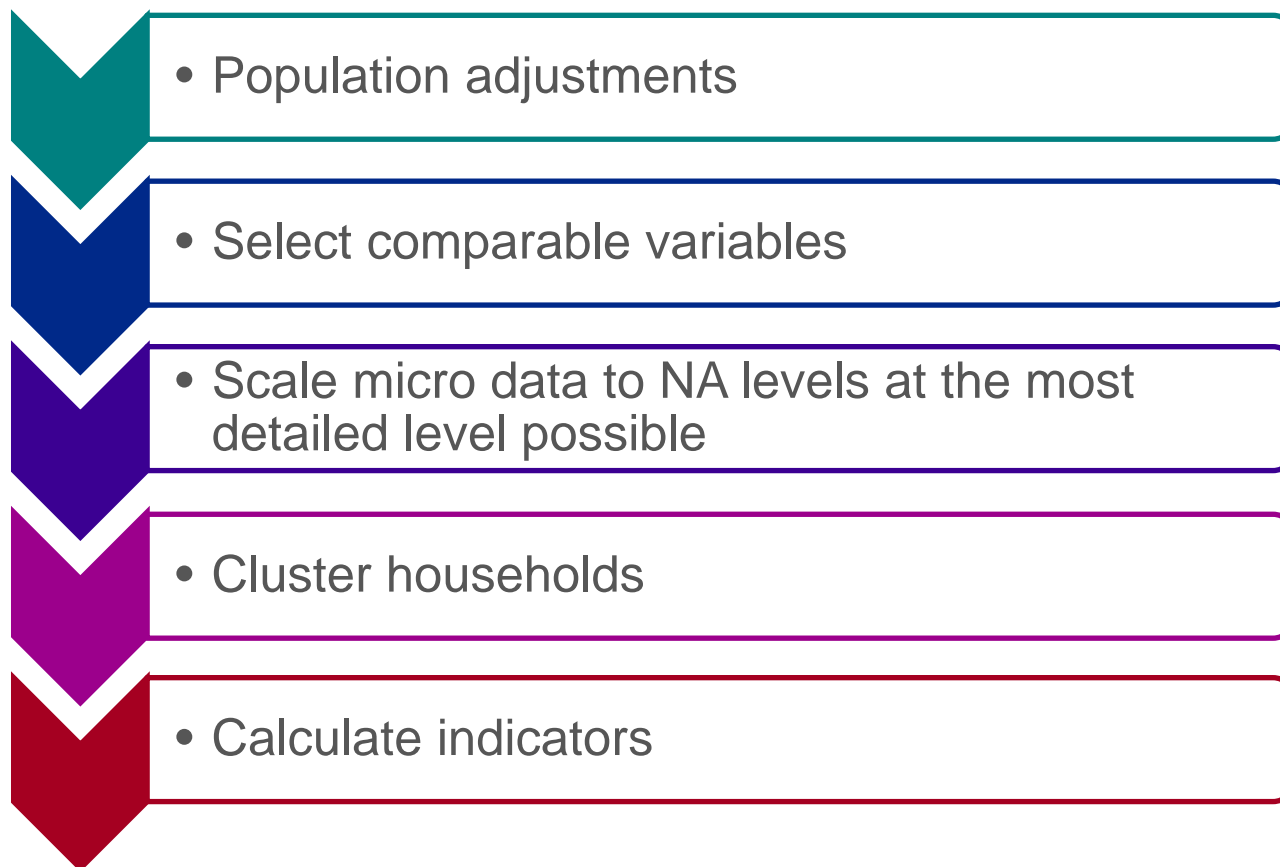 • Population adjustments
• Select comparable variables
• Scale micro data to NA levels at the most
detailed level possible
• Cluster households
• Calculate indicators